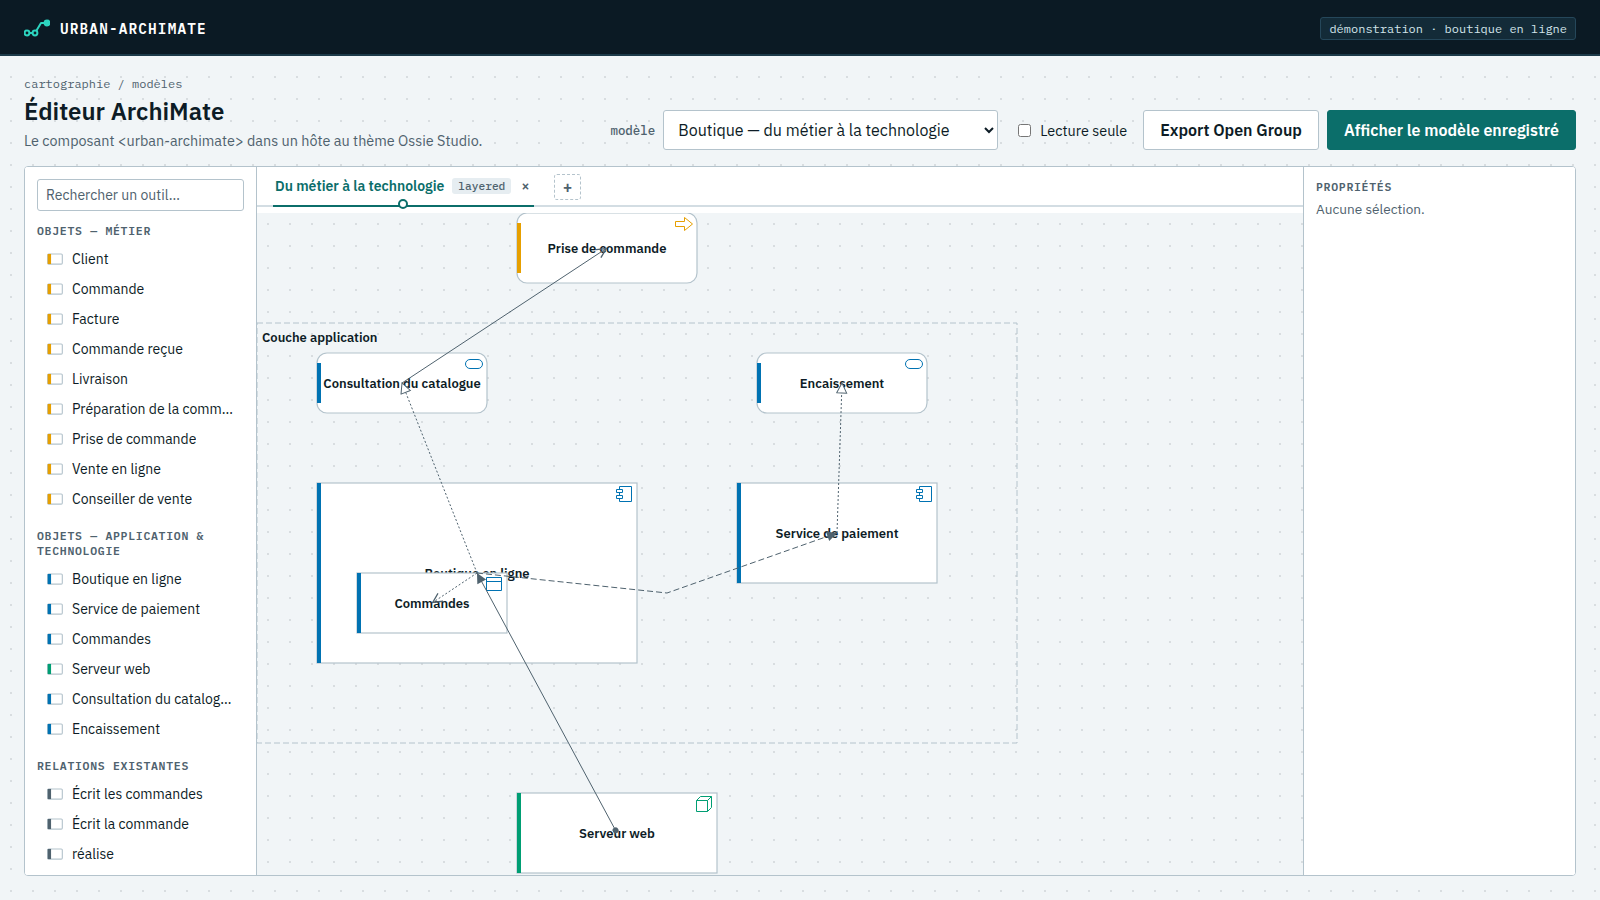 URBAN-ARCHIMATE
démonstration · boutique en ligne
cartographie / modèles
Éditeur ArchiMate
Le composant <urban-archimate> dans un hôte au thème Ossie Studio.
modèle
Boutique — du métier à la technologie
Lecture seule
Export Open Group
Afficher le modèle enregistré
Rechercher un outil...
OBJETS — MÉTIER
Client
Commande
Facture
Commande reçue
Livraison
Préparation de la comm...
Prise de commande
Vente en ligne
Conseiller de vente
OBJETS — APPLICATION &
TECHNOLOGIE
Boutique en ligne
Service de paiement
Commandes
Serveur web
Consultation du catalog...
Encaissement
RELATIONS EXISTANTES
Écrit les commandes
Écrit la commande
réalise
Du métier à la technologie
layered
×
+
Prise de commande
Couche application
Consultation du catalogue
Encaissement
Boutique en ligne
Service de paiement
Commandes
Serveur web
PROPRIÉTÉS
Aucune sélection.